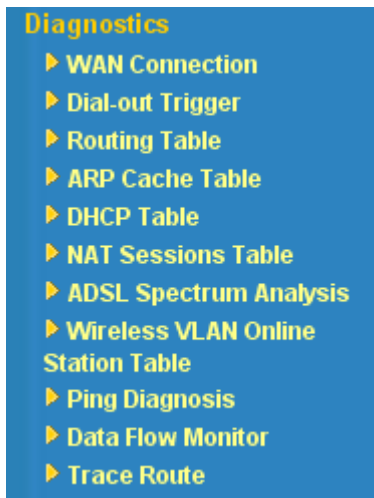 Diagnostics
WAN Connection
Dial-out Trigger
Routing Table
ARP Cache Table
DHCP Table
NAT Sessions Table
ADSL Spectrum Analysis
Wireless VLAN Online
Station Table
Ping Diagnosis
Data Flow Monitor
Trace Route